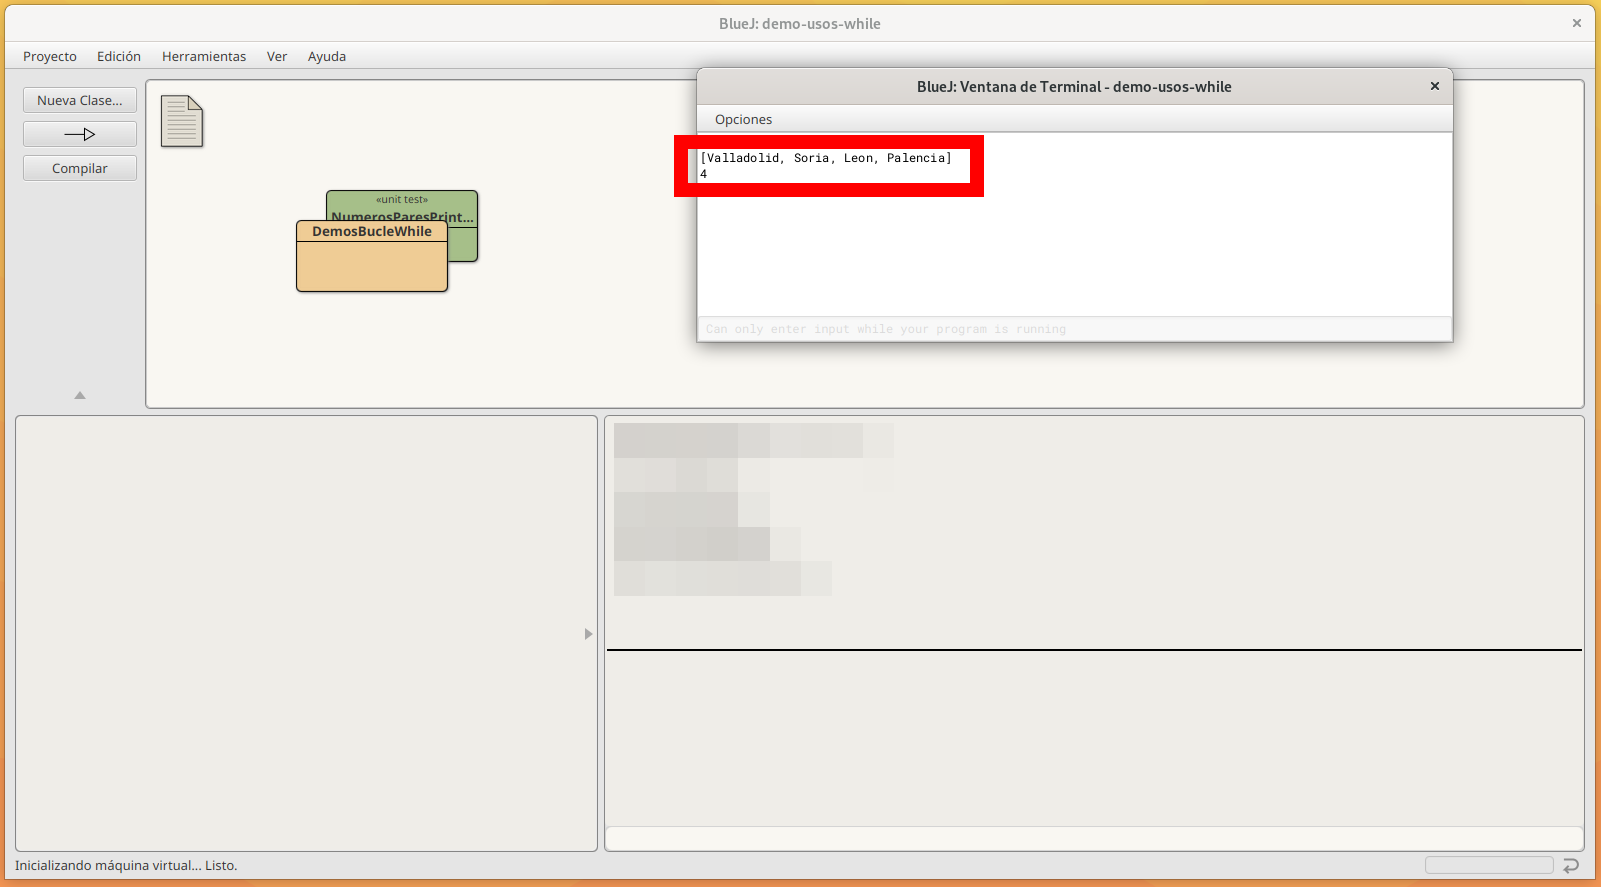 BlueJ: demo-usos-while
Proyecto Edición Herramientas Ver Ayuda
Nueva Clase...
Compilar
«unit test»
NumerosParesPrint...
DemosBucleWhile
BlueJ: Ventana de Terminal - demo-usos-while
Opciones
[Valladolid, Soria, Leon, Palencia]
4
Can only enter input while your program is running
Inicializando máquina virtual... Listo.